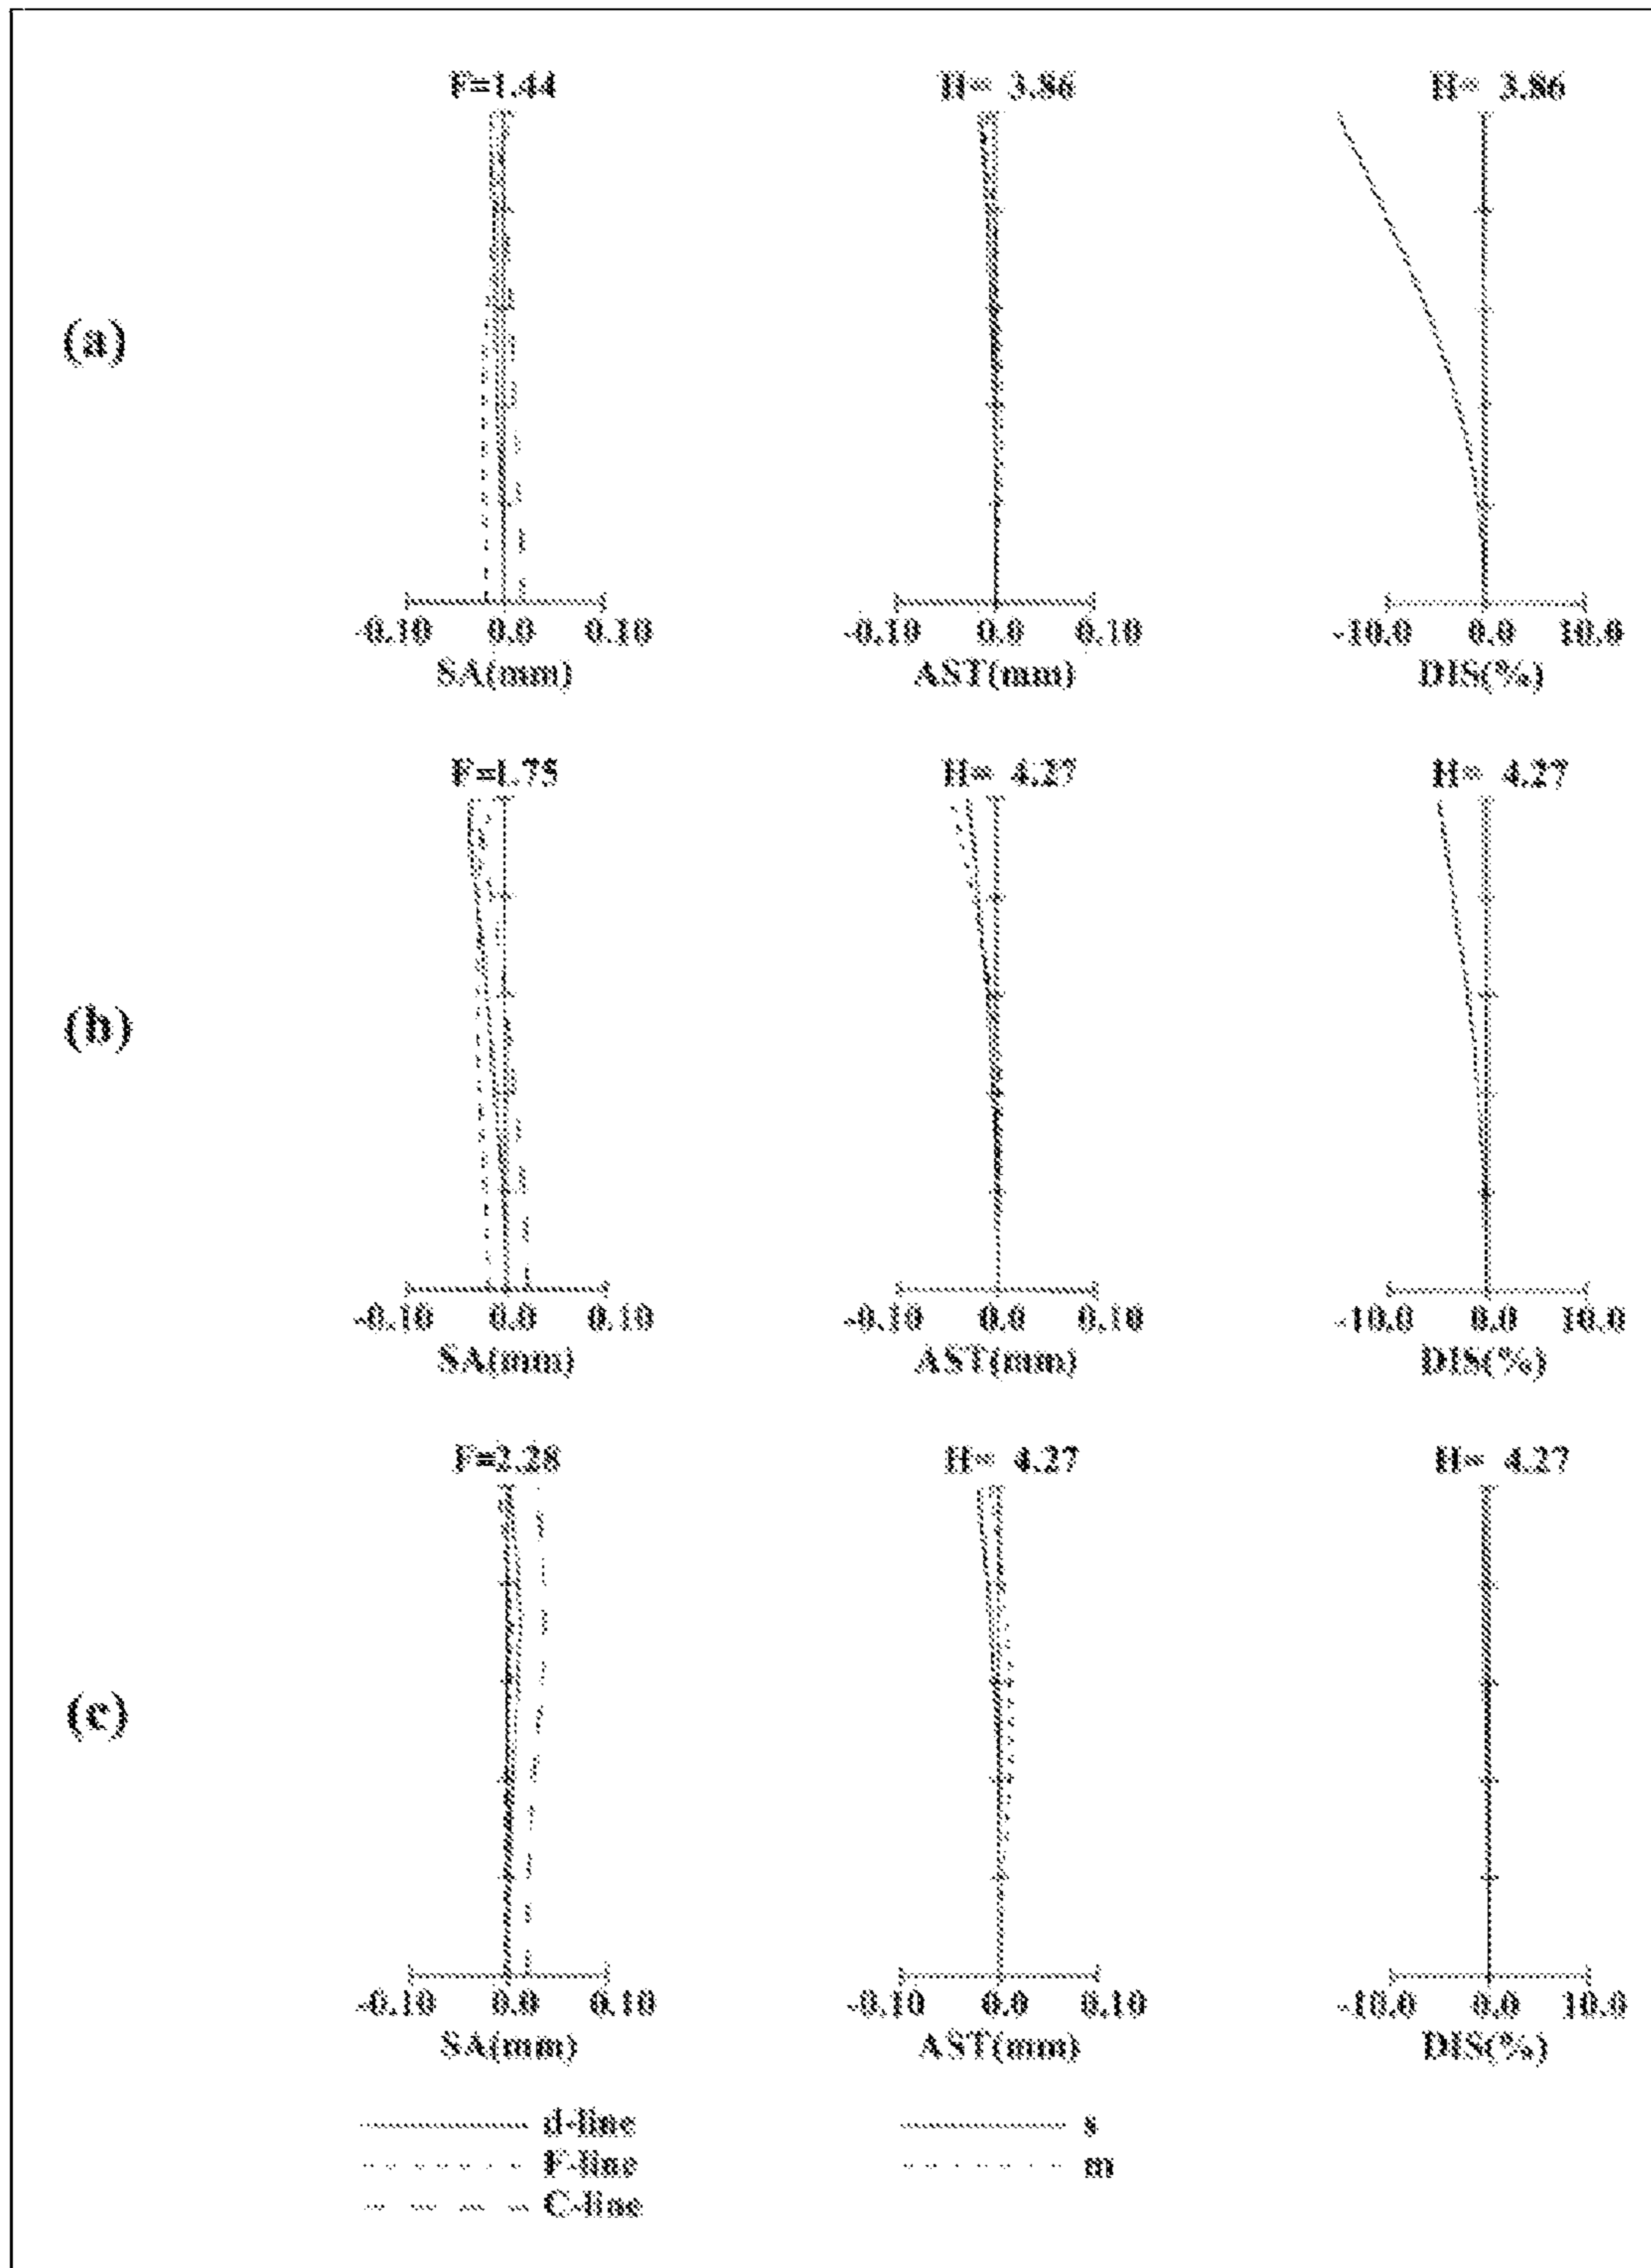 F=1.44 H= 3.86 H= 3.86
(a)
-0.10 0.0 0.10 -0.10 0.0 0.10 -10.0 0.0 10.0
SA(mm) AST(mm) DIS(%)
F=1.75 H= 4.27 H= 4.27
(b)
-0.10 0.0 0.10 -0.10 0.0 0.10 -10.0 0.0 10.0
SA(mm) AST(mm) DIS(%)
F=2.28 H= 4.27 H= 4.27
(c)
-0.10 0.0 0.10 -0.10 0.0 0.10 -10.0 0.0 10.0
SA(mm) AST(mm) DIS(%)
d-line s
F-line m
C-line